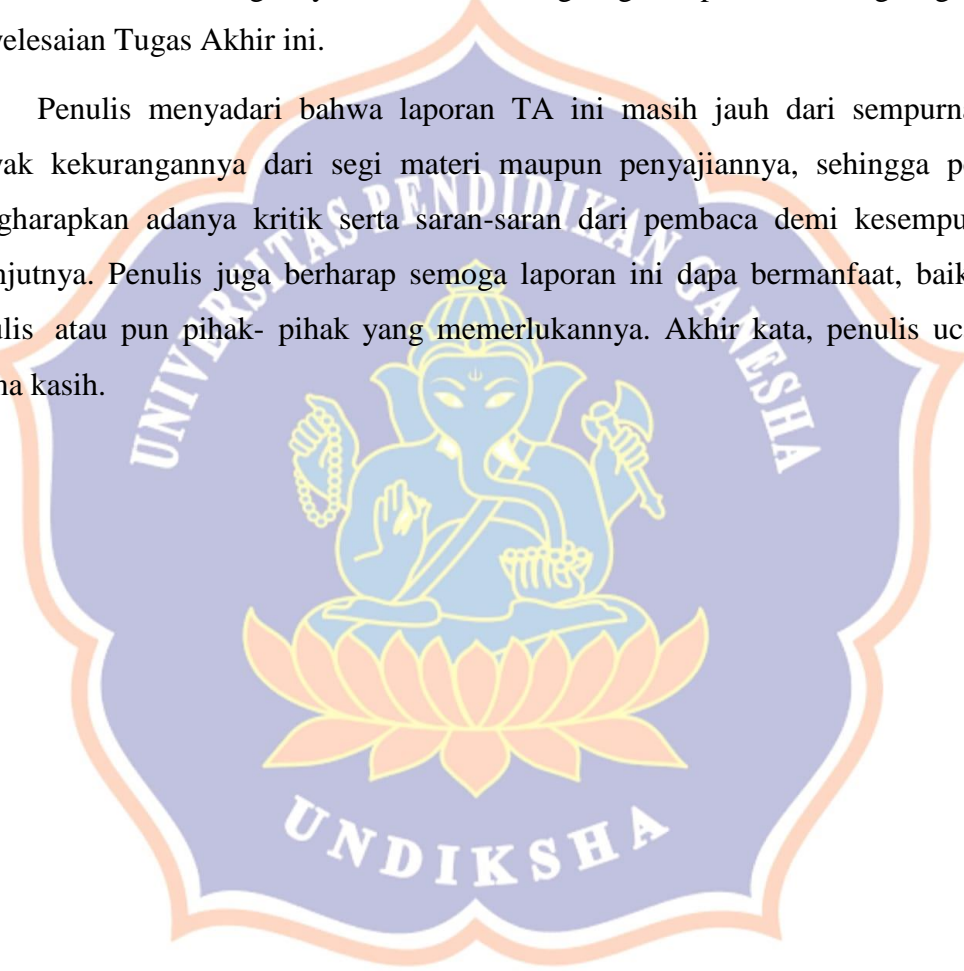 velesaian Tugas Akhir ini.
Penulis menyadari bahwa laporan TA ini masih jauh dari sempurna
yak kekurangannya dari segi materi maupun penyajiannya, sehingga pe
gharapkan adanya kritik serta saran-saran dari pembaca demi kesempu
njutnya. Penulis juga berharap semoga laporan ini dapa bermanfaat, baik
ulis atau pun pihak- pihak yang memerlukannya. Akhir kata, penulis uc
na kasih.
UNIVERSITAS PENDIDIKAN GANESHA
UNDIKSHA